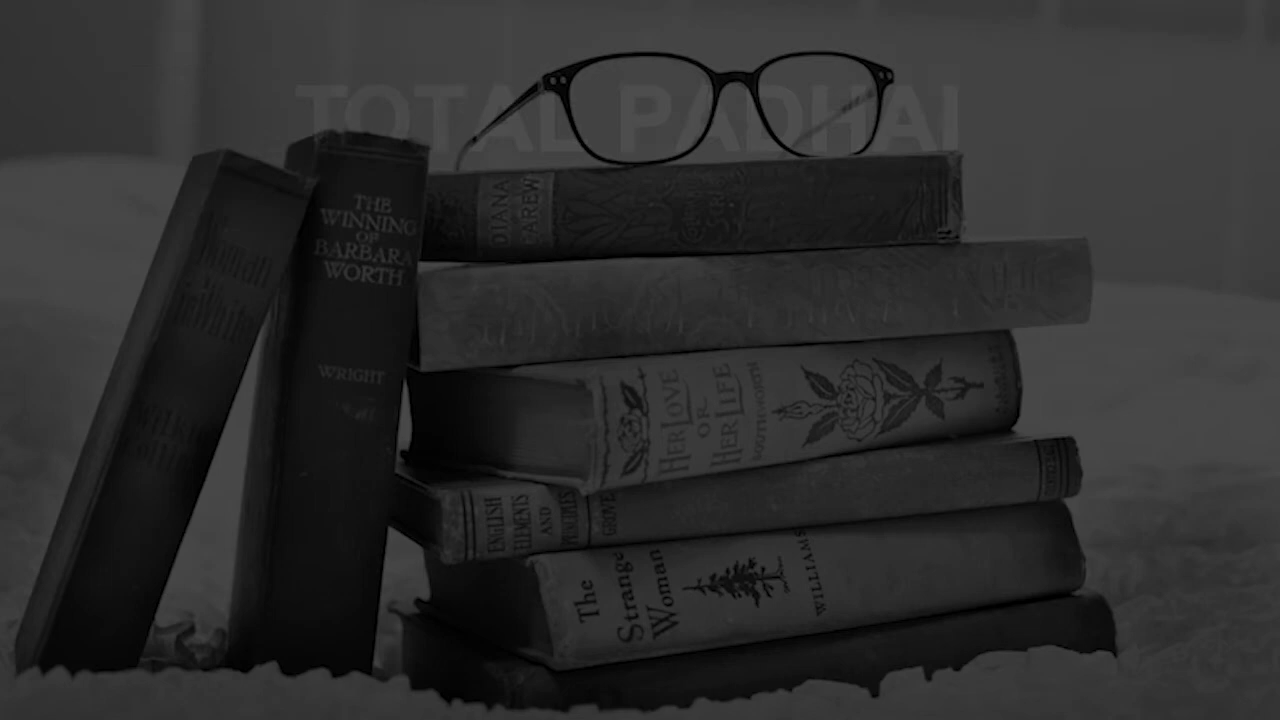 TOTAL PADHAI
THE
WINNING
OF
BARBARA
WORTH
WRIGHT
DIANA
CAREW
HER LOVE
OR
HER LIFE
SOUTHWORTH
ENGLISH
ELEMENTS
AND
PRINCIPLES
GROVE
The
Strange
Woman
WILLIAMS